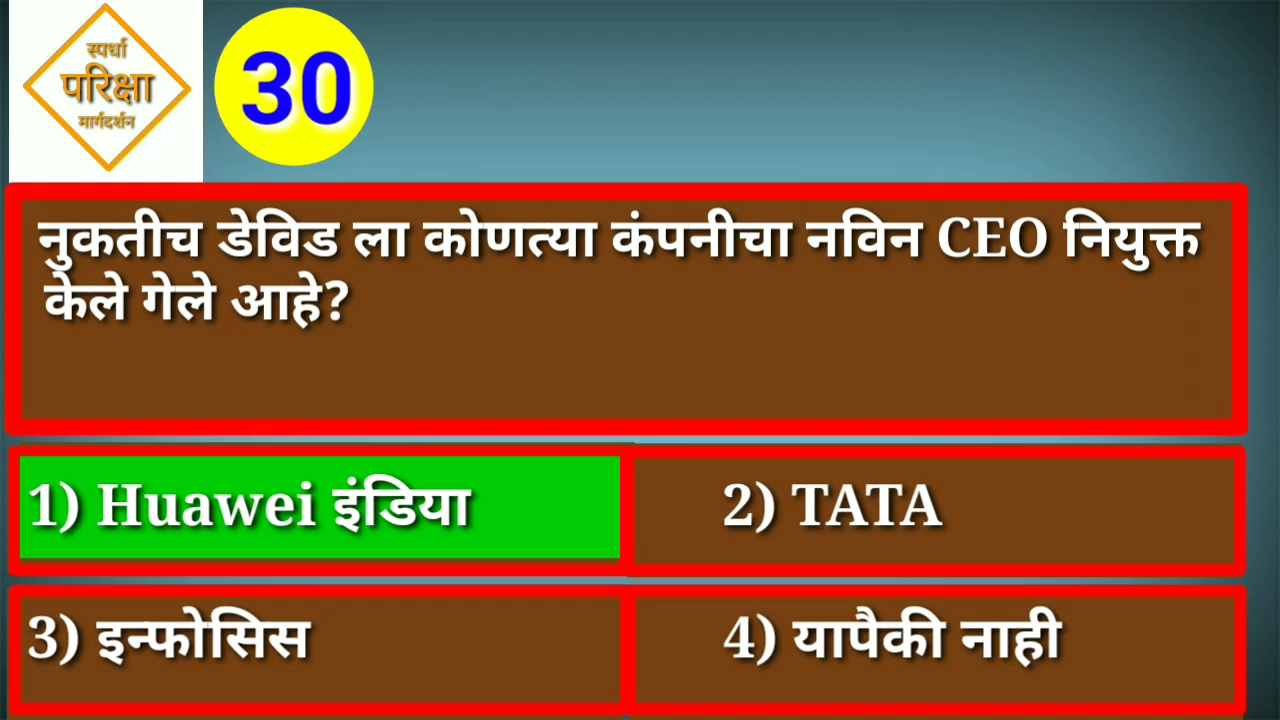 स्पर्धा
परिक्षा
मार्गदर्शन
30
नुकतीच डेविड ला कोणत्या कंपनीचा नविन CEO नियुक्त
केले गेले आहे?
1) Huawei इंडिया
2) TATA
3) इन्फोसिस
4) यापैकी नाही